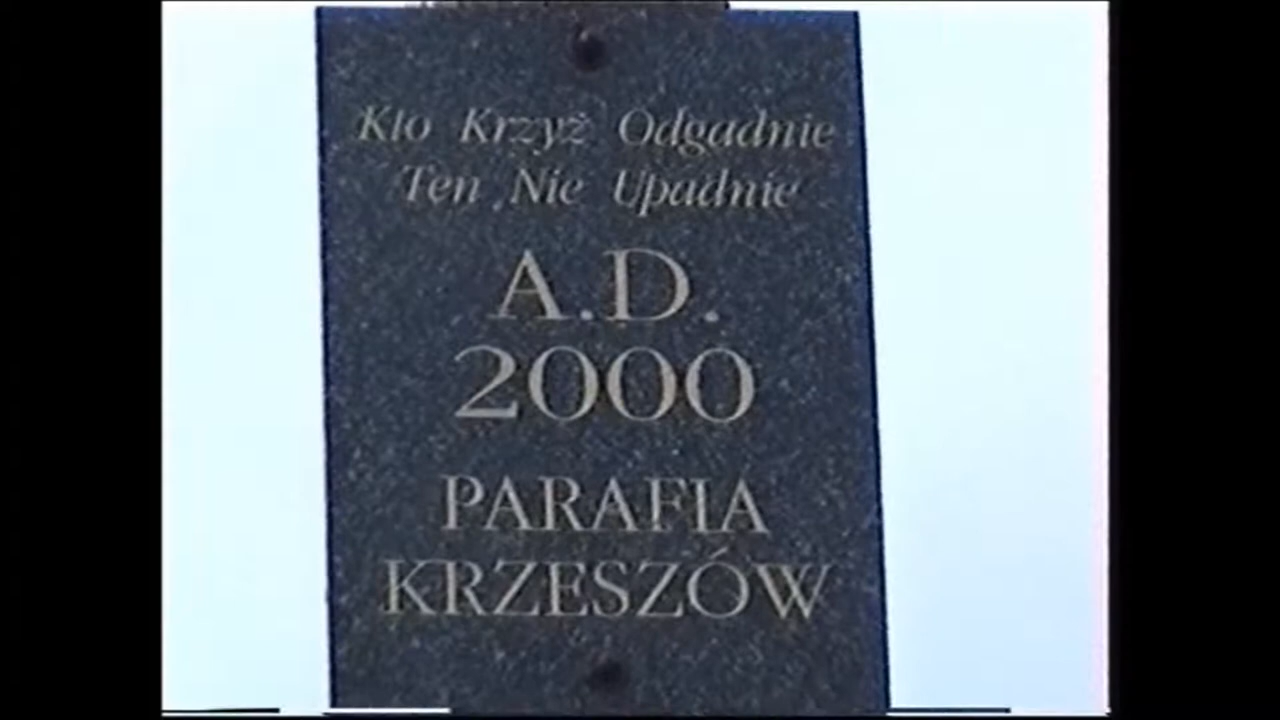 Kto Krzyż Odgadnie
Ten Nie Upadnie
A.D.
2000
PARAFIA
KRZESZÓW